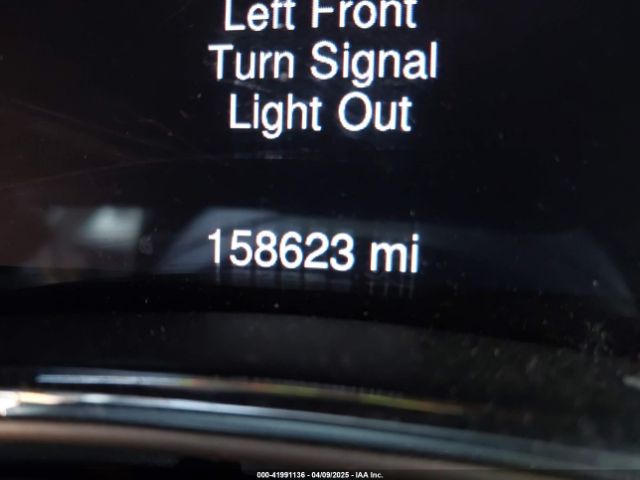 Left Front
Turn Signal
Light Out
158623 mi
000-41991136 - 04/09/2025 - IAA Inc.